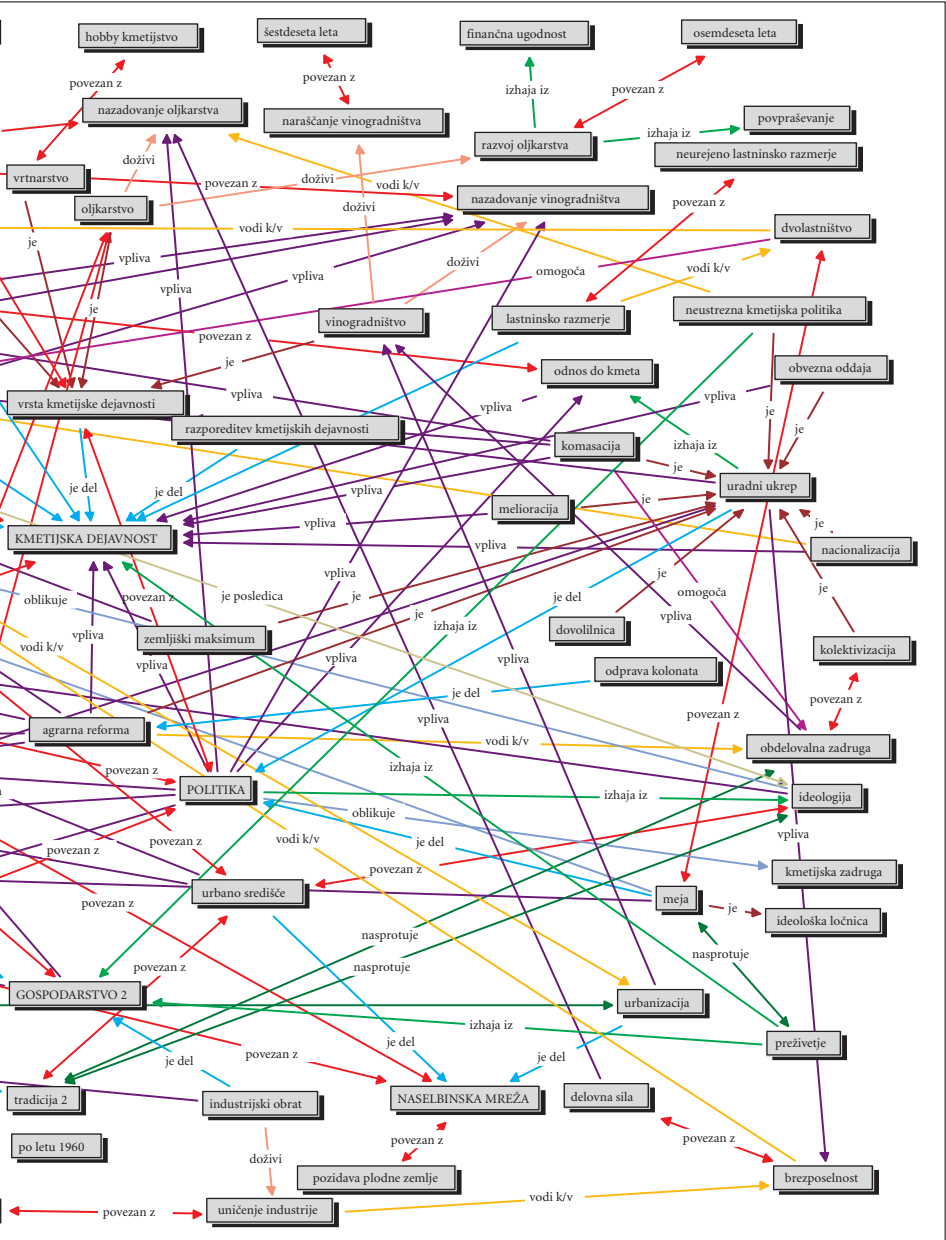 hobby kmetijstvo
šestdeseta leta
finančna ugodnost
osemdeseta leta
povezan z
povezan z
izhaja iz
povezan z
nazadovanje oljkarstva
naraščanje vinogradništva
povpraševanje
izhaja iz
razvoj oljkarstva
neurejeno lastninsko razmerje
doživi
vrtnarstvo
povezan z
doživi
vodi k/v
nazadovanje vinogradništva
povezan z
oljkarstvo
doživi
dvolastništvo
vodi k/v
je
vpliva
vpliva
doživi
omogoča
vodi k/v
vpliva
je
vinogradništvo
lastninsko razmerje
neustrezna kmetijska politika
povezan z
je
odnos do kmeta
obvezna oddaja
vpliva
vpliva
vpliva
vrsta kmetijske dejavnosti
je
razporeditev kmetijskih dejavnosti
je
komasacija
izhaja iz
je
je del
je del
vpliva
uradni ukrep
je
melioracija
vpliva
je
KMETIJSKA DEJAVNOST
vpliva
nacionalizacija
vpliva
je
je del
je
oblikuje
povezan z
je posledica
je
omogoča
je
izhaja iz
vpliva
dovolilnica
vpliva
zemljiški maksimum
vodi k/v
kolektivizacija
vpliva
vpliva
vpliva
odprava kolonata
je del
povezan z
vpliva
povezan z
agrarna reforma
vodi k/v
obdelovalna zadruga
povezan z
izhaja iz
POLITIKA
izhaja iz
ideologija
oblikuje
vpliva
povezan z
vodi k/v
je del
povezan z
povezan z
kmetijska zadruga
urbano središče
meja
povezan z
je
ideološka ločnica
nasprotuje
nasprotuje
povezan z
nasprotuje
GOSPODARSTVO 2
urbanizacija
izhaja iz
preživetje
je del
povezan z
je del
je del
tradicija 2
industrijski obrat
NASELBINSKA MREŽA
delovna sila
po letu 1960
povezan z
povezan z
doživi
pozidava plodne zemlje
brezposelnost
vodi k/v
povezan z
uničenje industrije